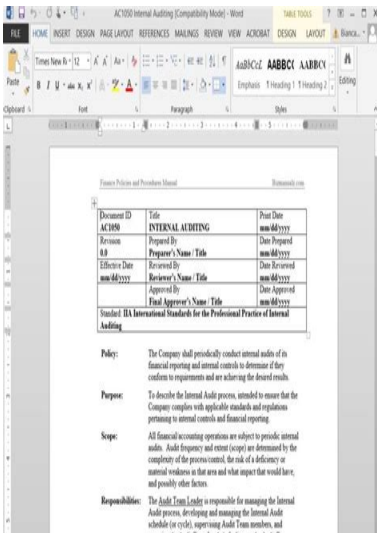 AC1050 Internal Auditing [Compatibility Mode] - Word
TABLE TOOLS
FILE HOME INSERT DESIGN PAGE LAYOUT REFERENCES MAILINGS REVIEW VIEW ACROBAT DESIGN LAYOUT Bianca...
Times New R 12
AaBbCcL AABBCC AABBCC
Paste
Emphasis 1 Heading 1 1 Heading 2
Editing
Clipboard Font Paragraph Styles
Finance Policies and Procedures Manual Bizmanualz.com
Document ID Title Print Date
AC1050 INTERNAL AUDITING mm/dd/yyyy
Revision Prepared By Date Prepared
0.0 Preparer's Name / Title mm/dd/yyyy
Effective Date Reviewed By Date Reviewed
mm/dd/yyyy Reviewer's Name / Title mm/dd/yyyy
Approved By Date Approved
Final Approver's Name / Title mm/dd/yyyy
Standard: IIA International Standards for the Professional Practice of Internal
Auditing
Policy: The Company shall periodically conduct internal audits of its
financial reporting and internal controls to determine if they
conform to requirements and are achieving the desired results.
Purpose: To describe the Internal Audit process, intended to ensure that the
Company complies with applicable standards and regulations
pertaining to internal controls and financial reporting.
Scope: All financial/accounting operations are subject to periodic internal
audits. Audit frequency and extent (scope) are determined by the
complexity of the process/control, the risk of a deficiency or
material weakness in that area and what impact that would have,
and possibly other factors.
Responsibilities: The Audit Team Leader is responsible for managing the Internal
Audit process, developing and managing the Internal Audit
schedule (or cycle), supervising Audit Team members, and